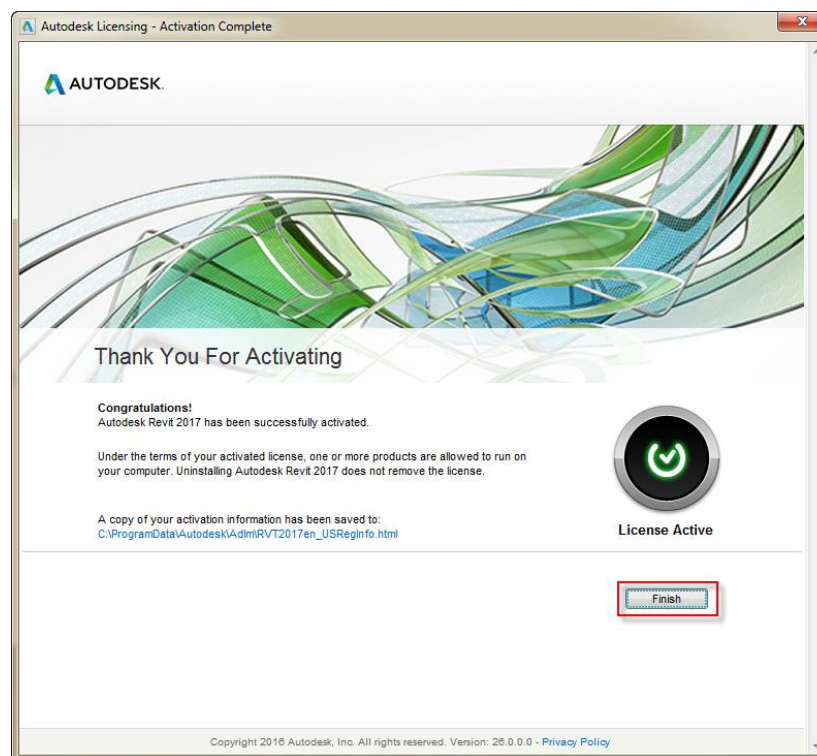 Autodesk Licensing - Activation Complete
AUTODESK.
Thank You For Activating
Congratulations!
Autodesk Revit 2017 has been successfully activated.
Under the terms of your activated license, one or more products are allowed to run on
your computer. Uninstalling Autodesk Revit 2017 does not remove the license.
A copy of your activation information has been saved to:
C:\ProgramData\Autodesk\Adlm\RVT2017en_USRegInfo.html
License Active
Finish
Copyright 2016 Autodesk, Inc. All rights reserved. Version: 26.0.0.0 - Privacy Policy